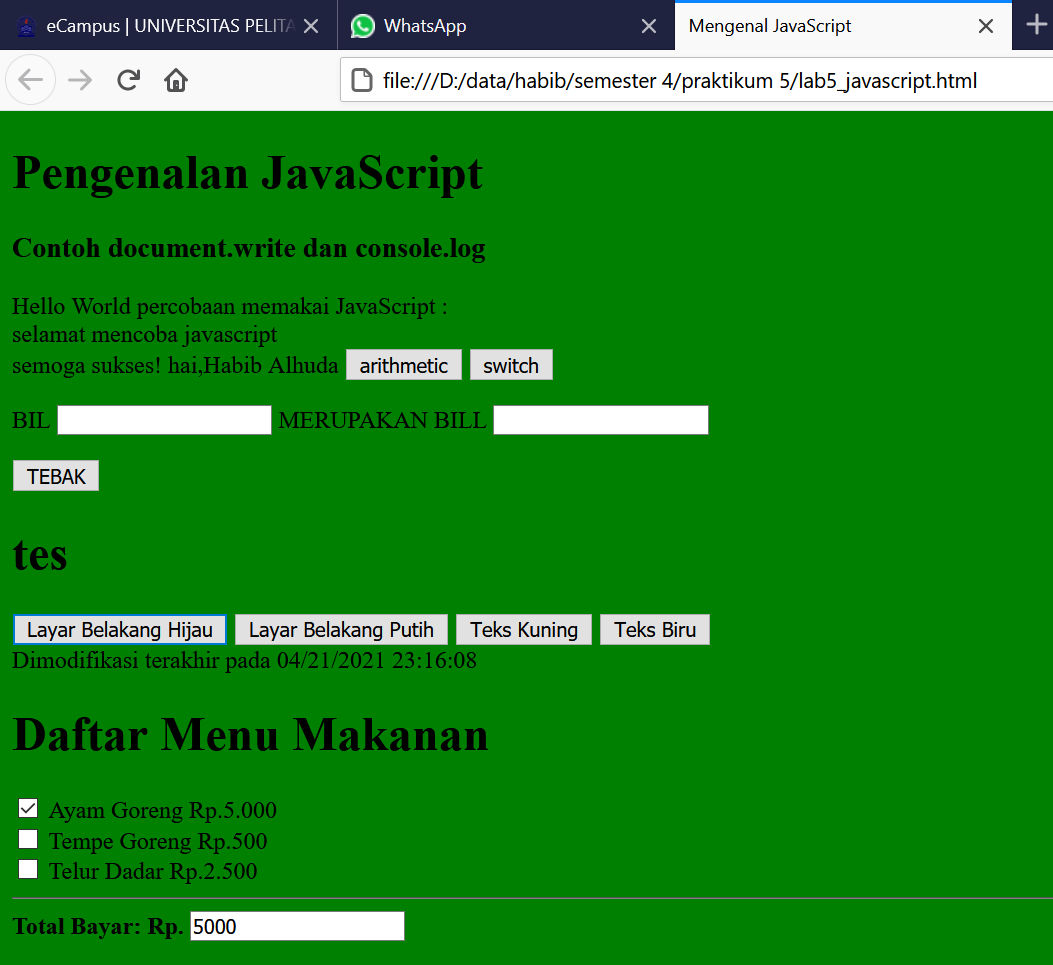 eCampus | UNIVERSITAS PELITA
WhatsApp
Mengenal JavaScript
file:///D:/data/habib/semester 4/praktikum 5/lab5_javascript.html
Pengenalan JavaScript
Contoh document.write dan console.log
Hello World percobaan memakai JavaScript :
selamat mencoba javascript
semoga sukses! hai,Habib Alhuda arithmetic switch
BIL MERUPAKAN BILL
TEBAK
tes
Layar Belakang Hijau Layar Belakang Putih Teks Kuning Teks Biru
Dimodifikasi terakhir pada 04/21/2021 23:16:08
Daftar Menu Makanan
Ayam Goreng Rp.5.000
Tempe Goreng Rp.500
Telur Dadar Rp.2.500
Total Bayar: Rp. 5000